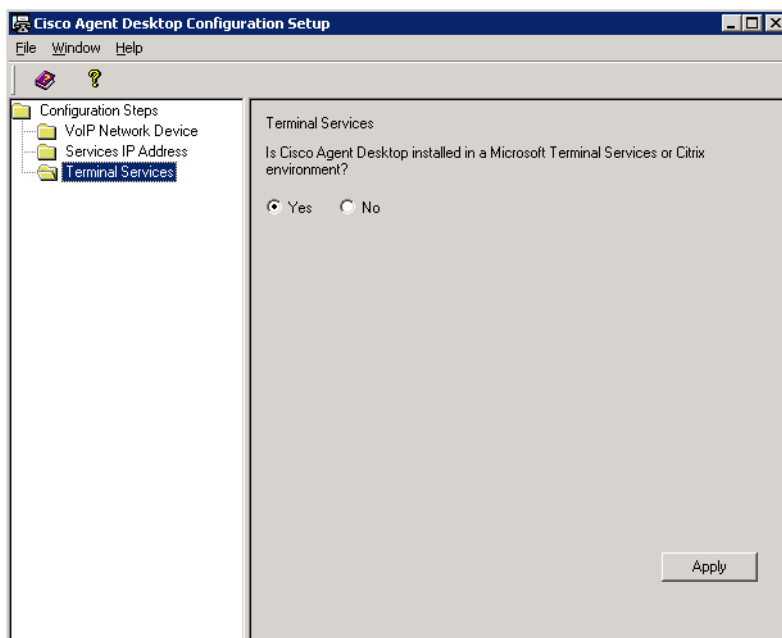 Cisco Agent Desktop Configuration Setup
File Window Help
Configuration Steps
VoIP Network Device
Services IP Address
Terminal Services
Terminal Services
Is Cisco Agent Desktop installed in a Microsoft Terminal Services or Citrix
environment?
Yes No
Apply